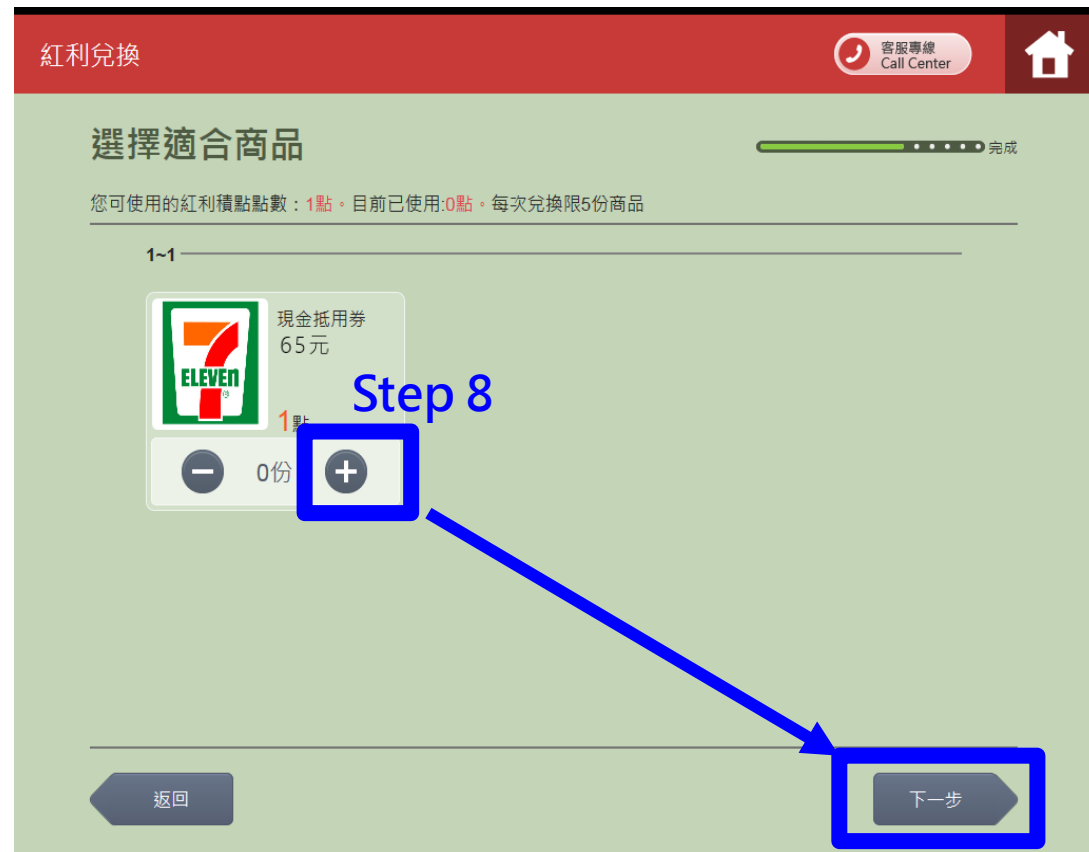 紅利兌換
客服專線
Call Center
選擇適合商品
完成
您可使用的紅利積點點數：1點。目前已使用:0點。每次兌換限5份商品
1~1
現金抵用券
65元
ELEVEn
®
Step 8
1點
0份
返回
下一步